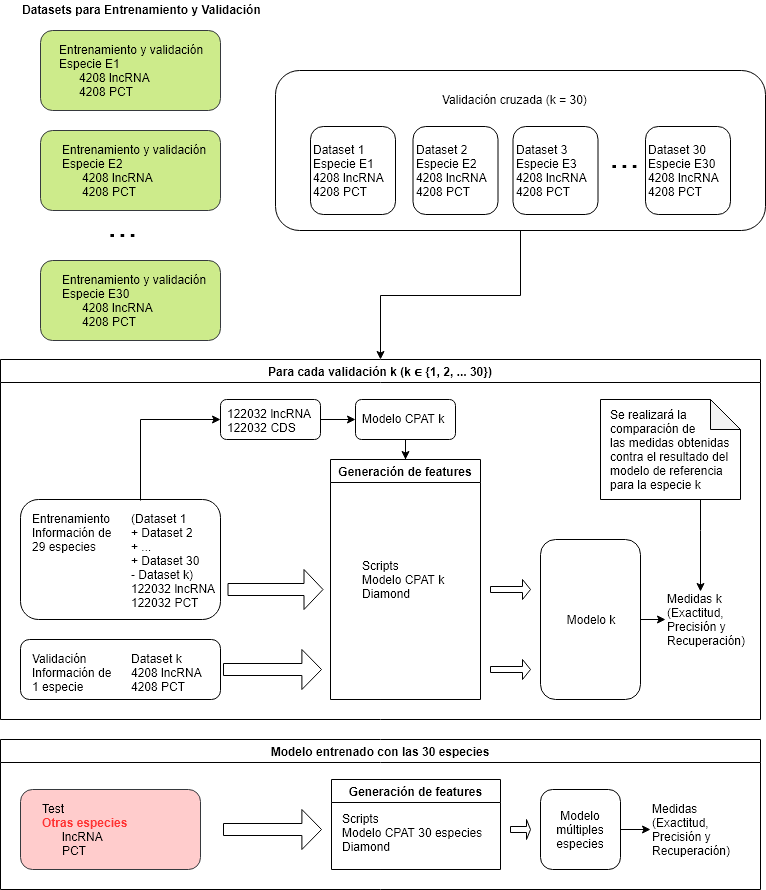 Datasets para Entrenamiento y Validación
Entrenamiento y validación
Especie E1
4208 lncRNA
4208 PCT
Entrenamiento y validación
Especie E2
4208 lncRNA
4208 PCT
...
Entrenamiento y validación
Especie E30
4208 lncRNA
4208 PCT
Validación cruzada (k = 30)
Dataset 1
Especie E1
4208 lncRNA
4208 PCT
Dataset 2
Especie E2
4208 lncRNA
4208 PCT
Dataset 3
Especie E3
4208 lncRNA
4208 PCT
...
Dataset 30
Especie E30
4208 lncRNA
4208 PCT
Para cada validación k (k ∈ {1, 2, ... 30})
122032 lncRNA
122032 CDS
Modelo CPAT k
Se realizará la
comparación de
las medidas obtenidas
contra el resultado del
modelo de referencia
para la especie k
Entrenamiento
Información de
29 especies
(Dataset 1
+ Dataset 2
+ ...
+ Dataset 30
- Dataset k)
122032 lncRNA
122032 PCT
Validación
Información de
1 especie
Dataset k
4208 lncRNA
4208 PCT
Generación de features
Scripts
Modelo CPAT k
Diamond
Modelo k
Medidas k
(Exactitud,
Precisión y
Recuperación)
Modelo entrenado con las 30 especies
Test
Otras especies
lncRNA
PCT
Generación de features
Scripts
Modelo CPAT 30 especies
Diamond
Modelo
múltiples
especies
Medidas
(Exactitud,
Precisión y
Recuperación)